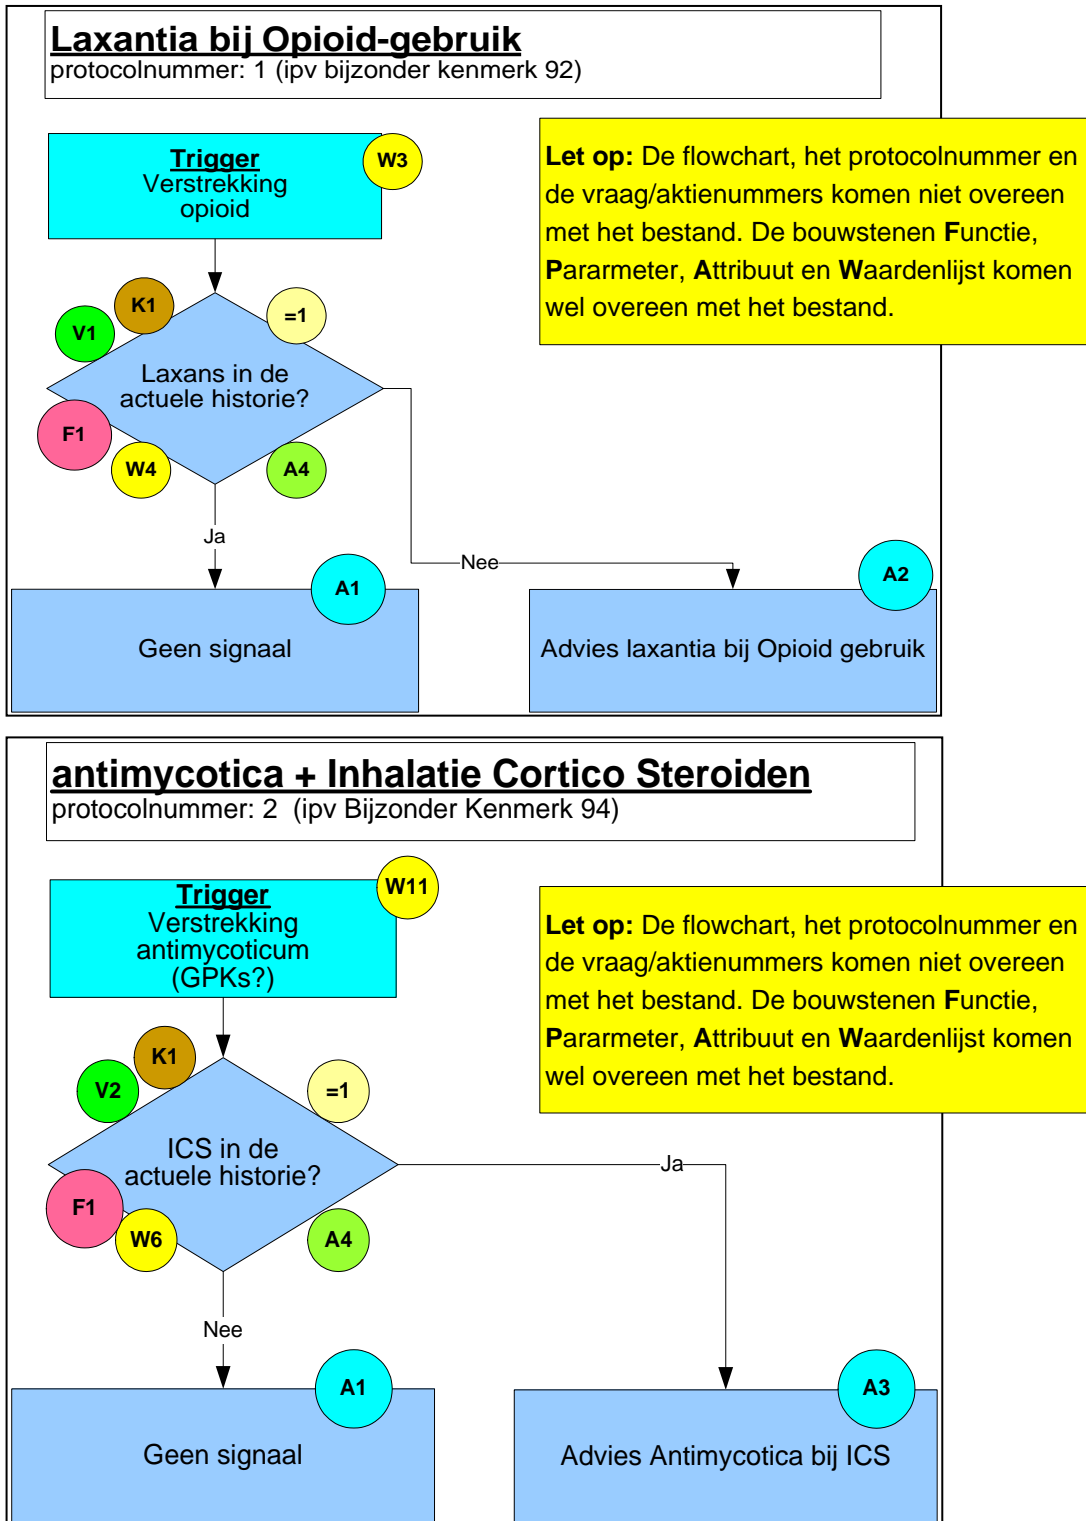 Laxantia bij Opioid-gebruik
protocolnummer: 1 (ipv bijzonder kenmerk 92)
Trigger
Verstrekking
opioid
W3
Let op: De flowchart, het protocolnummer en
de vraag/aktienummers komen niet overeen
met het bestand. De bouwstenen Functie,
Pararmeter, Attribuut en Waardenlijst komen
wel overeen met het bestand.
K1
=1
V1
Laxans in de
actuele historie?
F1
W4
A4
Ja
Nee
A1
A2
Geen signaal
Advies laxantia bij Opioid gebruik
antimycotica + Inhalatie Cortico Steroiden
protocolnummer: 2 (ipv Bijzonder Kenmerk 94)
Trigger
Verstrekking
antimycoticum
(GPKs?)
W11
Let op: De flowchart, het protocolnummer en
de vraag/aktienummers komen niet overeen
met het bestand. De bouwstenen Functie,
Pararmeter, Attribuut en Waardenlijst komen
wel overeen met het bestand.
K1
V2
=1
ICS in de
actuele historie?
Ja
F1
W6
A4
Nee
A1
A3
Geen signaal
Advies Antimycotica bij ICS